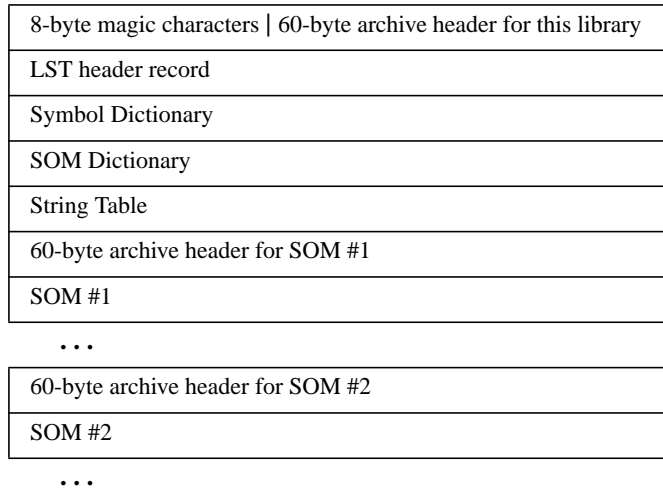 8-byte magic characters | 60-byte archive header for this library
LST header record
Symbol Dictionary
SOM Dictionary
String Table
60-byte archive header for SOM #1
SOM #1
...
60-byte archive header for SOM #2
SOM #2
...